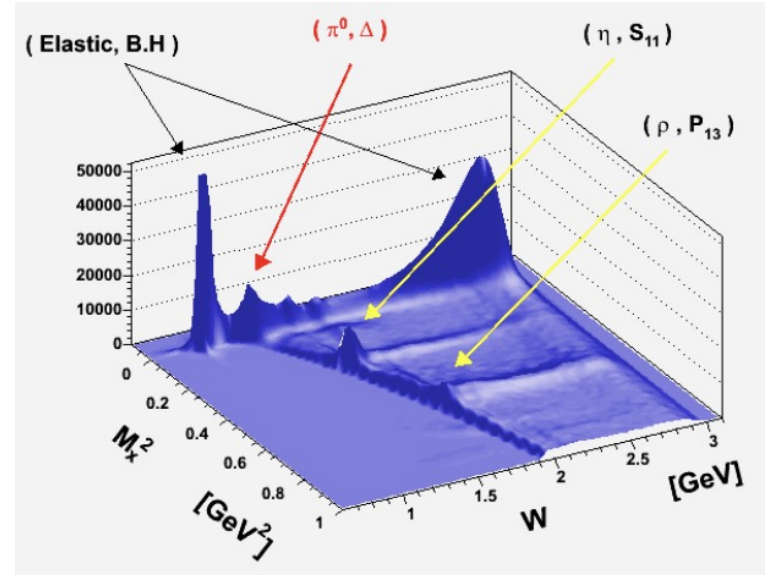 ( π⁰, Δ )
( Elastic, B.H )
( η , S₁₁ )
( ρ , P₁₃ )
50000
40000
30000
20000
10000
0
0
0.2
0.4
0.6
0.8
1
Mₓ²
[GeV²]
1
1.5
2
2.5
3
W
[GeV]